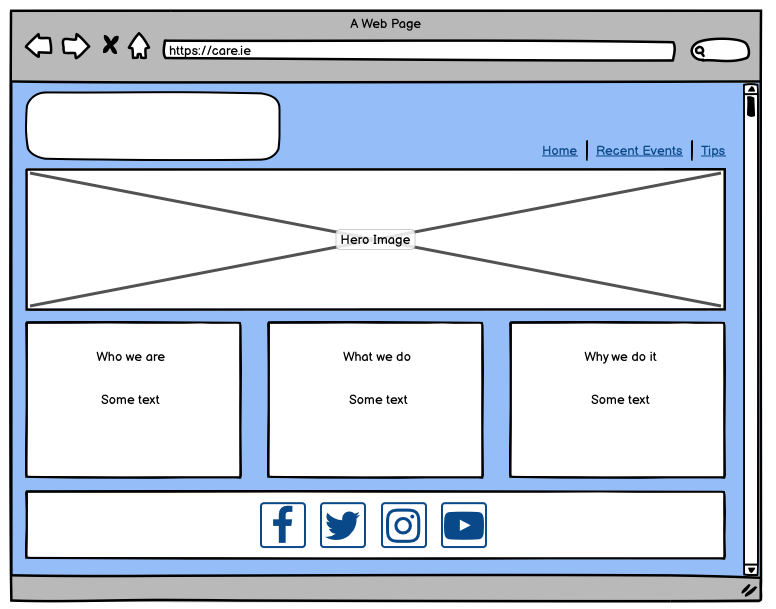 A Web Page
https://care.ie
Home
Recent Events
Tips
Hero Image
Who we are
Some text
What we do
Some text
Why we do it
Some text